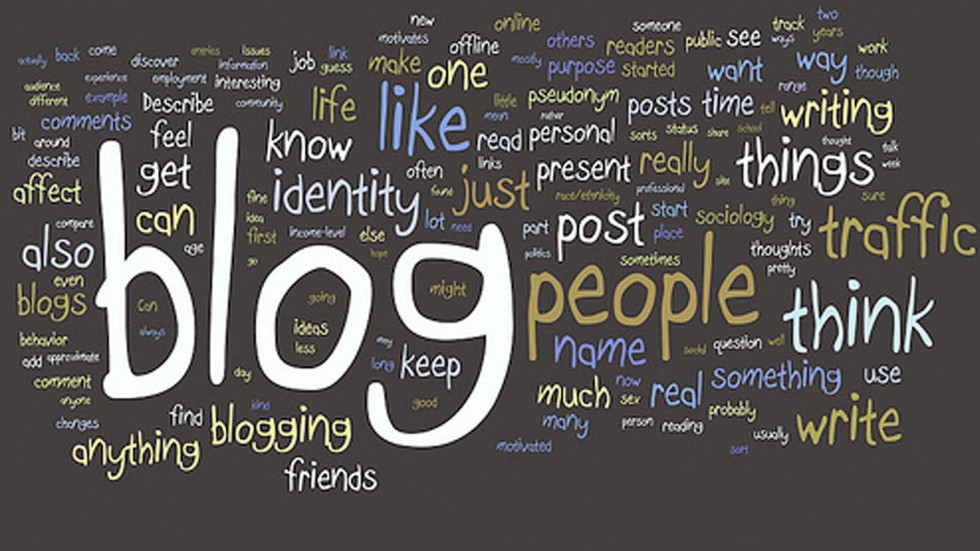 new
online
someone
track
two
motivates
offline
others
readers
public
see
ways
years
work
actually
back
come
discover
issues
information
job
link
guess
make
one
mostly
purpose
started
want
way
though
audience
different
experience
example
employment
interesting
community
Describe
life
like
little
mean
pseudonym
posts
time
tell
range
writing
comments
bit
around
describe
feel
know
read
personal
sorts
status
share
school
thought
talk
week
get
often
links
present
really
things
affect
can
fine
idea
first
identity
just
race/ethnicity
professional
site
thing
sure
compare
also
age
income-level
else
lot
need
part
post
start
place
sociology
try
traffic
even
go
hope
politics
sometimes
thoughts
pretty
blogs
blog
Can
always
going
ideas
less
might
people
think
behavior
add
approximate
may
long
keep
name
social
question
well
comment
anyone
day
good
much
now
sex
real
something
use
changes
find
kind
blogging
many
person
reading
probably
usually
write
anything
motivated
sort
friends